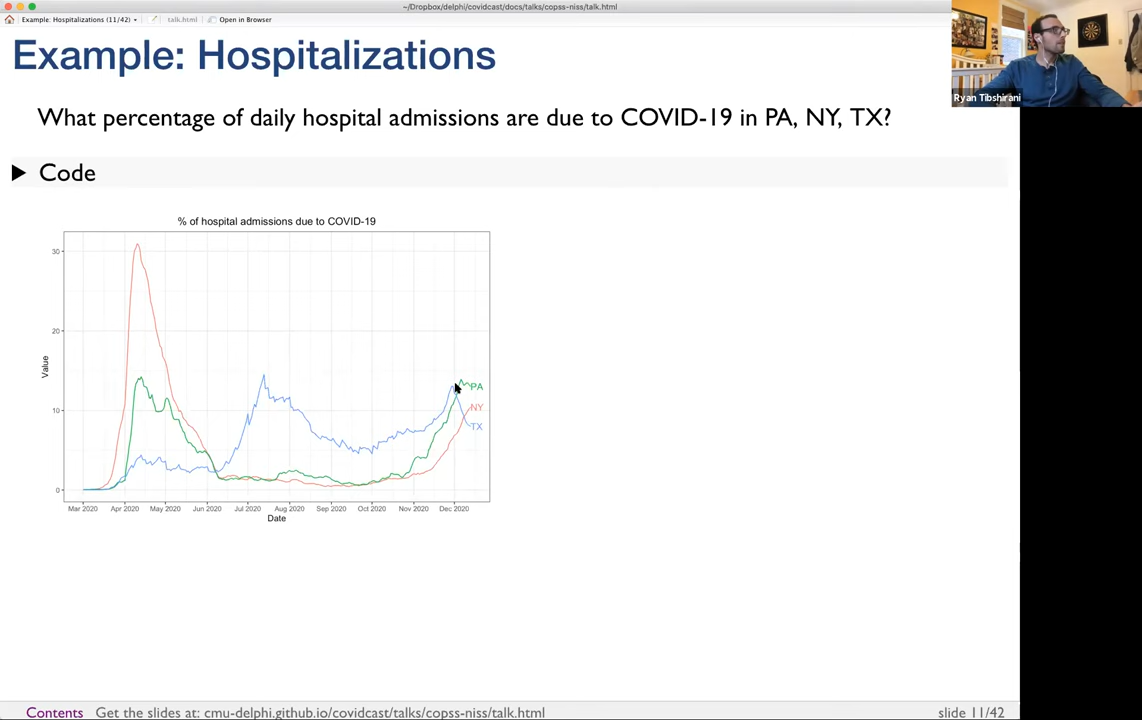 ~/Dropbox/delphi/covidcast/docs/talks/copss-niss/talk.html
Example: Hospitalizations (11/42) talk.html Open in Browser
Example: Hospitalizations
Ryan Tibshirani
What percentage of daily hospital admissions are due to COVID-19 in PA, NY, TX?
Code
% of hospital admissions due to COVID-19
30
20
10
0
Value
PA
NY
TX
Mar 2020 Apr 2020 May 2020 Jun 2020 Jul 2020 Aug 2020 Sep 2020 Oct 2020 Nov 2020 Dec 2020
Date
Contents Get the slides at: cmu-delphi.github.io/covidcast/talks/copss-niss/talk.html slide 11/42